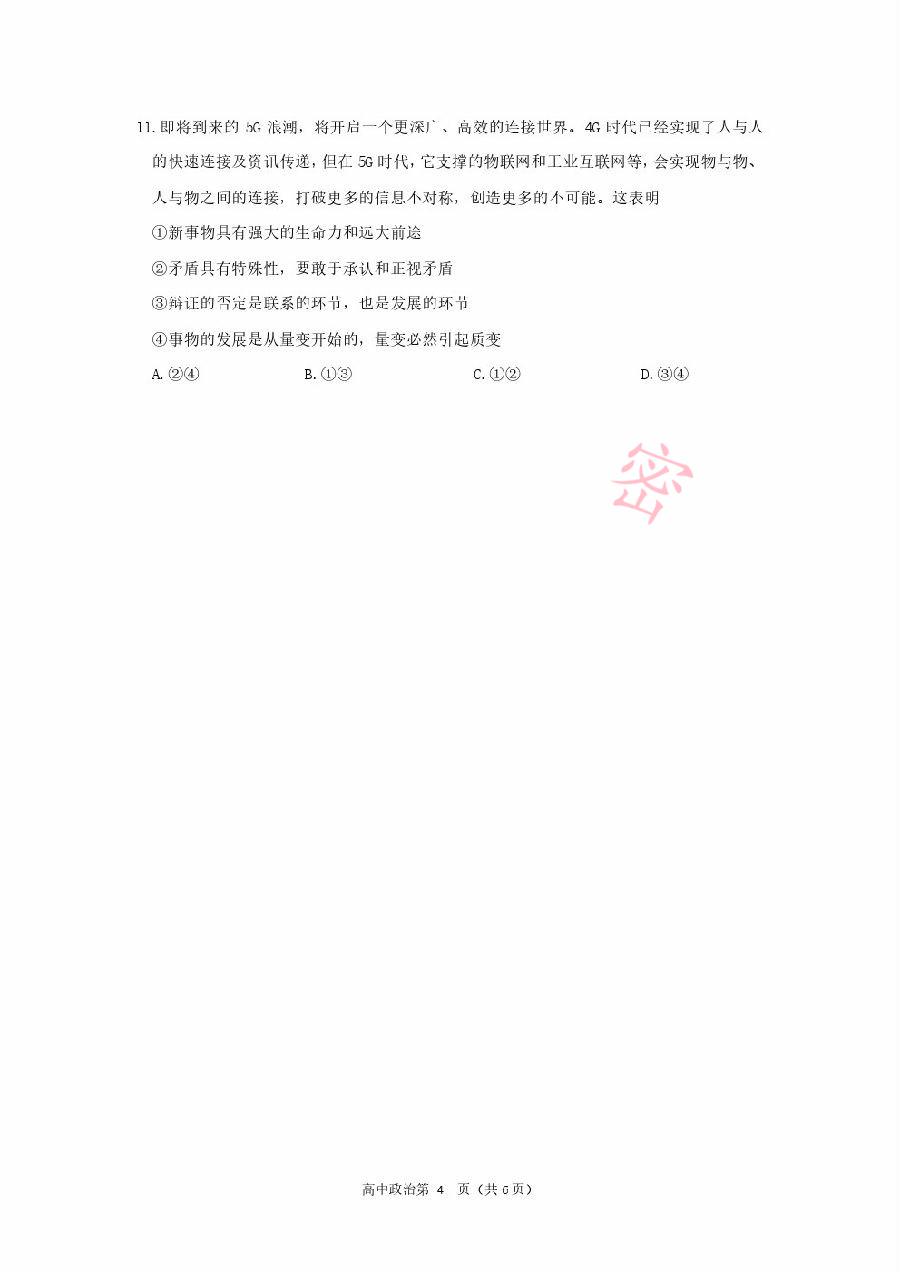 11. 即将到来的 5G 浪潮，将开启一个更深广、高效的连接世界。4G 时代已经实现了人与人
的快速连接及资讯传递，但在 5G 时代，它支撑的物联网和工业互联网等，会实现物与物、
人与物之间的连接，打破更多的信息不对称，创造更多的不可能。这表明
①新事物具有强大的生命力和远大前途
②矛盾具有特殊性，要敢于承认和正视矛盾
③辩证的否定是联系的环节，也是发展的环节
④事物的发展是从量变开始的，量变必然引起质变
A. ②④ B. ①③ C. ①② D. ③④
密
高中政治第 4 页（共 6 页）